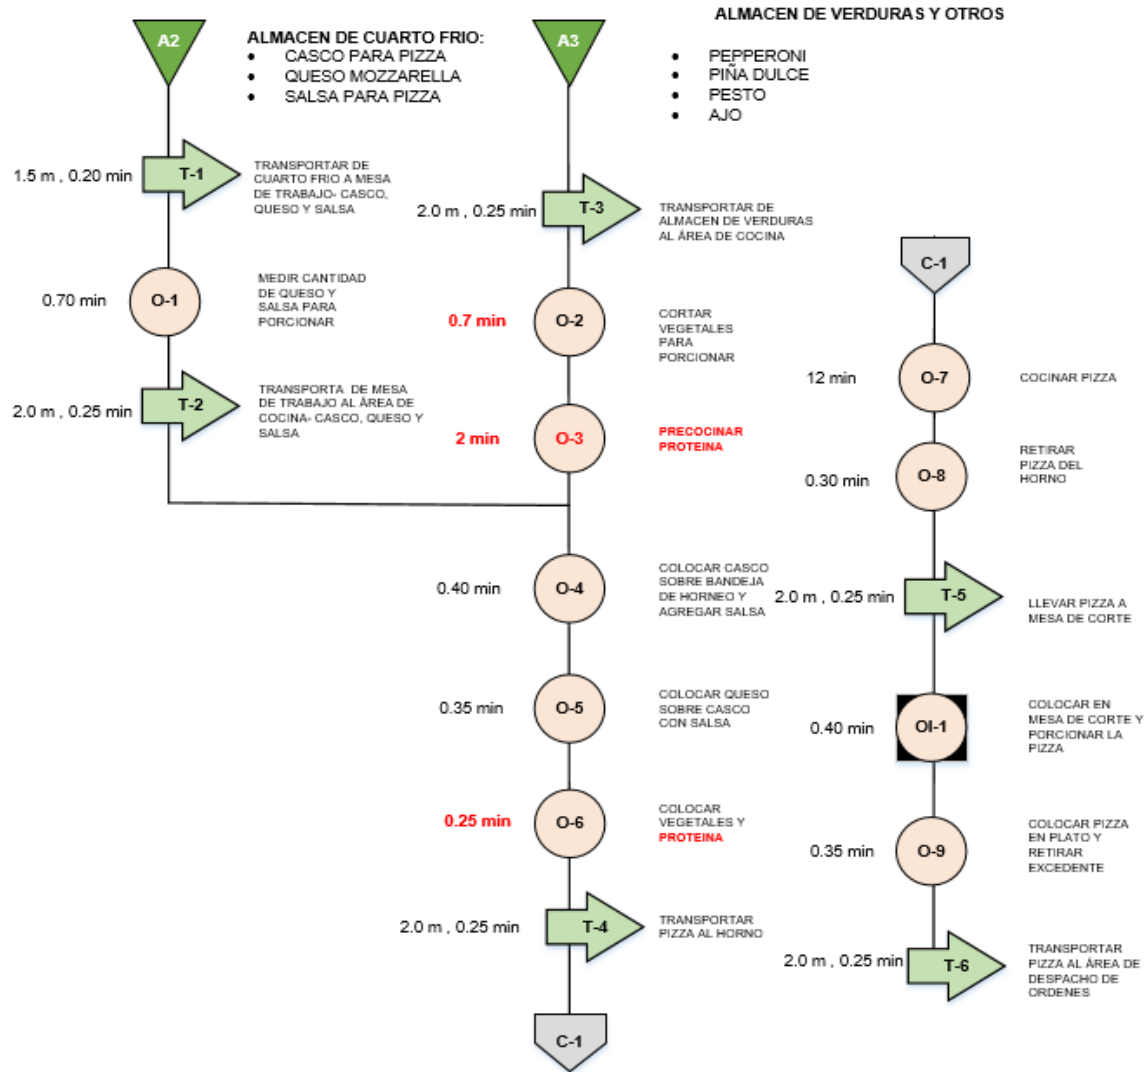 A2
ALMACEN DE CUARTO FRIO:
• CASCO PARA PIZZA
• QUESO MOZZARELLA
• SALSA PARA PIZZA
1.5 m , 0.20 min
T-1
TRANSPORTAR DE
CUARTO FRIO A MESA
DE TRABAJO- CASCO,
QUESO Y SALSA
0.70 min
O-1
MEDIR CANTIDAD
DE QUESO Y
SALSA PARA
PORCIONAR
2.0 m , 0.25 min
T-2
TRANSPORTA DE MESA
DE TRABAJO AL ÁREA DE
COCINA- CASCO, QUESO Y
SALSA
A3
ALMACEN DE VERDURAS Y OTROS
• PEPPERONI
• PIÑA DULCE
• PESTO
• AJO
2.0 m , 0.25 min
T-3
TRANSPORTAR DE
ALMACEN DE VERDURAS
AL ÁREA DE COCINA
0.7 min
O-2
CORTAR
VEGETALES
PARA
PORCIONAR
2 min
O-3
PRECOCINAR
PROTEINA
0.40 min
O-4
COLOCAR CASCO
SOBRE BANDEJA
DE HORNEO Y
AGREGAR SALSA
0.35 min
O-5
COLOCAR QUESO
SOBRE CASCO
CON SALSA
0.25 min
O-6
COLOCAR
VEGETALES Y
PROTEINA
2.0 m , 0.25 min
T-4
TRANSPORTAR
PIZZA AL HORNO
C-1
C-1
12 min
O-7
COCINAR PIZZA
0.30 min
O-8
RETIRAR
PIZZA DEL
HORNO
2.0 m , 0.25 min
T-5
LLEVAR PIZZA A
MESA DE CORTE
0.40 min
OI-1
COLOCAR EN
MESA DE CORTE Y
PORCIONAR LA
PIZZA
0.35 min
O-9
COLOCAR PIZZA
EN PLATO Y
RETIRAR
EXCEDENTE
2.0 m , 0.25 min
T-6
TRANSPORTAR
PIZZA AL ÁREA DE
DESPACHO DE
ORDENES